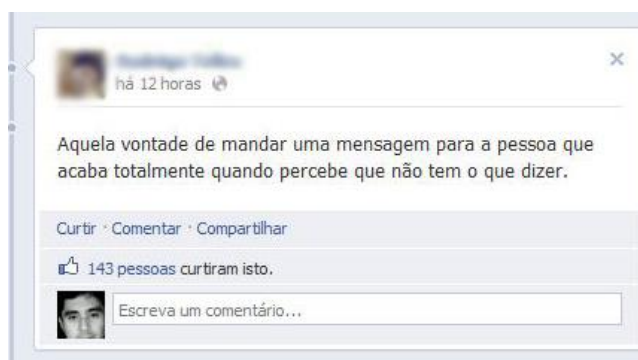 há 12 horas
Aquela vontade de mandar uma mensagem para a pessoa que
acaba totalmente quando percebe que não tem o que dizer.
Curtir · Comentar · Compartilhar
143 pessoas curtiram isto.
Escreva um comentário...